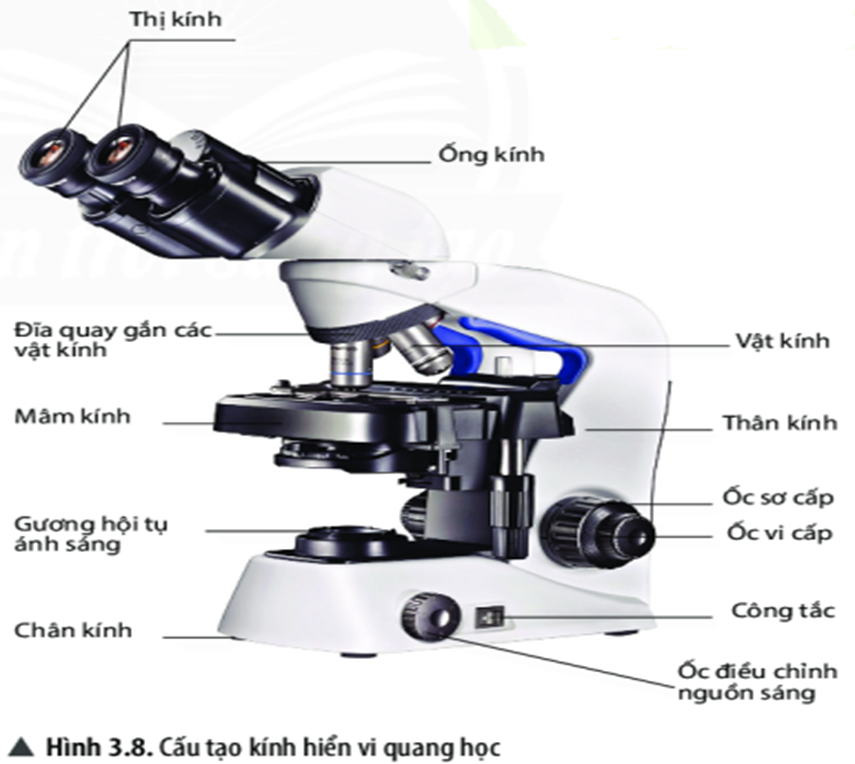 Thị kính
Ống kính
Đĩa quay gắn các
vật kính
Vật kính
Mâm kính
Thân kính
Ốc sơ cấp
Gương hội tụ
ánh sáng
Ốc vi cấp
Công tắc
Chân kính
Ốc điều chỉnh
nguồn sáng
▲ Hình 3.8. Cấu tạo kính hiển vi quang học